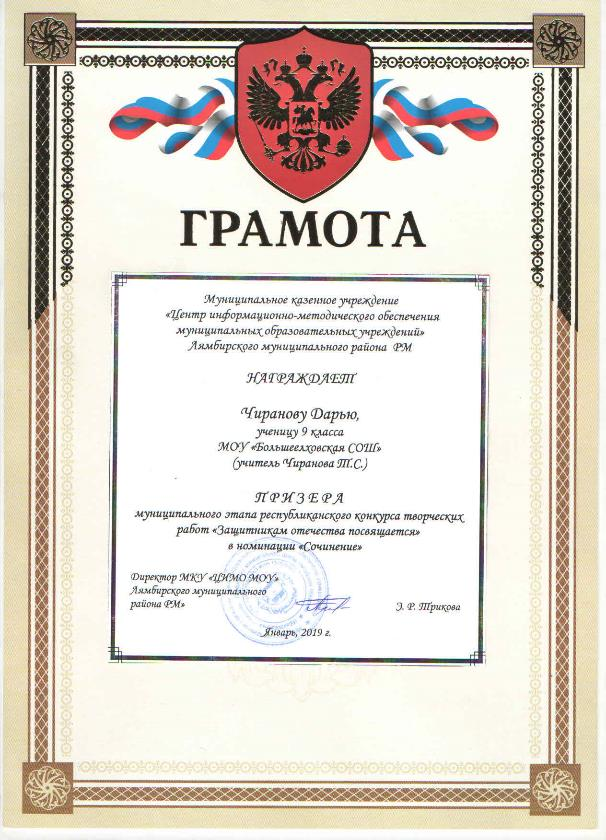 ГРАМОТА
Муниципальное казенное учреждение
«Центр информационно-методического обеспечения
муниципальных образовательных учреждений»
Лямбирского муниципального района РМ
НАГРАЖДАЕТ
Чиранову Дарью,
ученицу 9 класса
МОУ «Большеелховская СОШ»
(учитель Чиранова Т.С.)
ПРИЗЕРА
муниципального этапа республиканского конкурса творческих
работ «Защитникам отечества посвящается»
в номинации «Сочинение»
Директор МКУ «ЦИМО МОУ»
Лямбирского муниципального
района РМ»
Э. Р. Трикова
Январь, 2019 г.